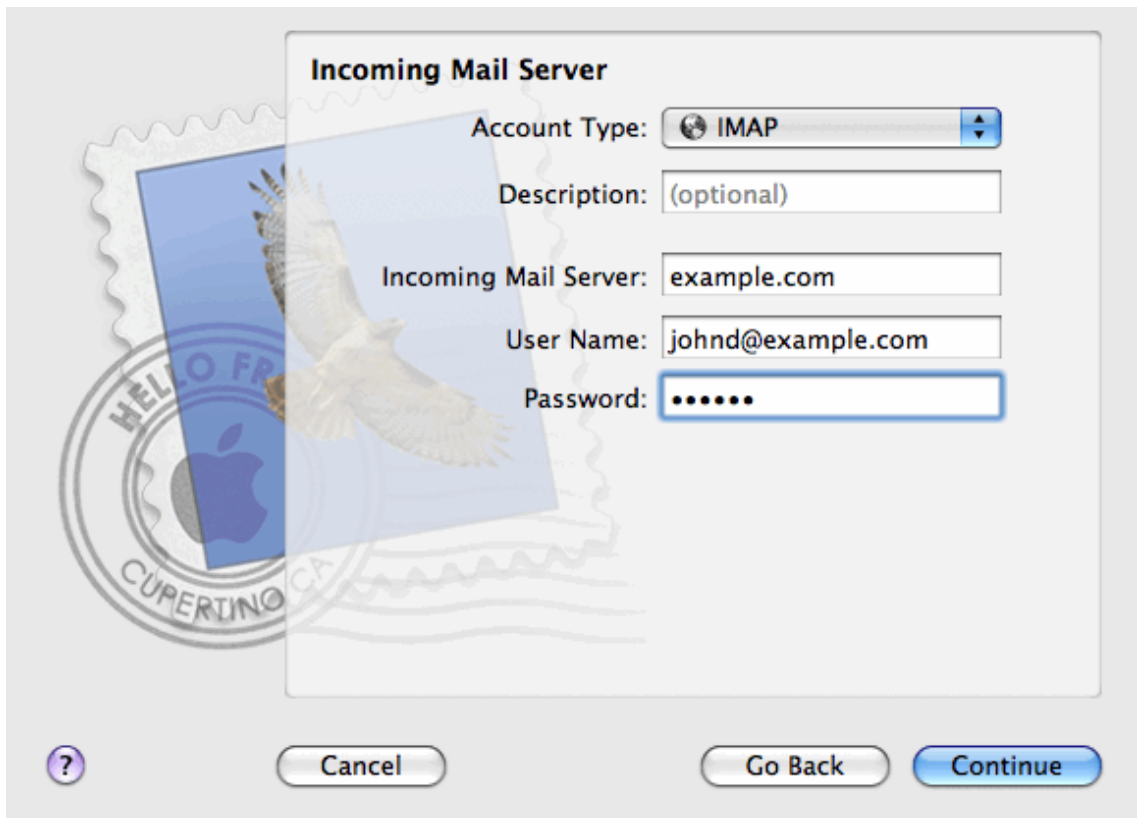 Incoming Mail Server
Account Type: IMAP
Description: (optional)
Incoming Mail Server: example.com
User Name: johnd@example.com
Password: ••••••
HELLO FR
CUPERTINO CA
? Cancel Go Back Continue